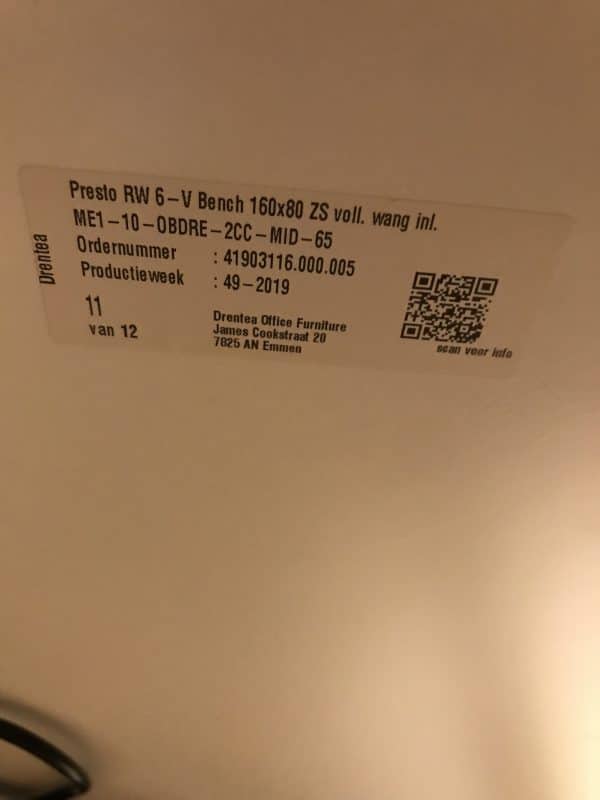 Drentea
Presto RW 6-V Bench 160x80 ZS voll. wang inl.
ME1-10-OBDRE-2CC-MID-65
Ordernummer : 41903116.000.005
Productieweek : 49-2019
11
van 12
Drentea Office Furniture
James Cookstraat 20
7825 AN Emmen
scan voor info